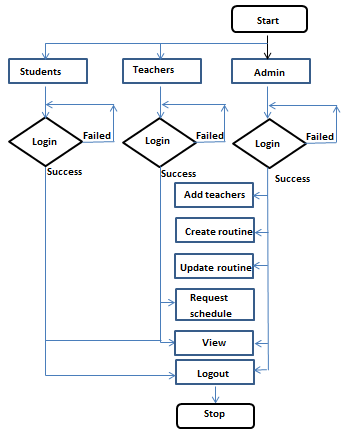 Start
Students
Teachers
Admin
Login
Failed
Login
Failed
Login
Failed
Success
Success
Success
Add teachers
Create routine
Update routine
Request
schedule
View
Logout
Stop